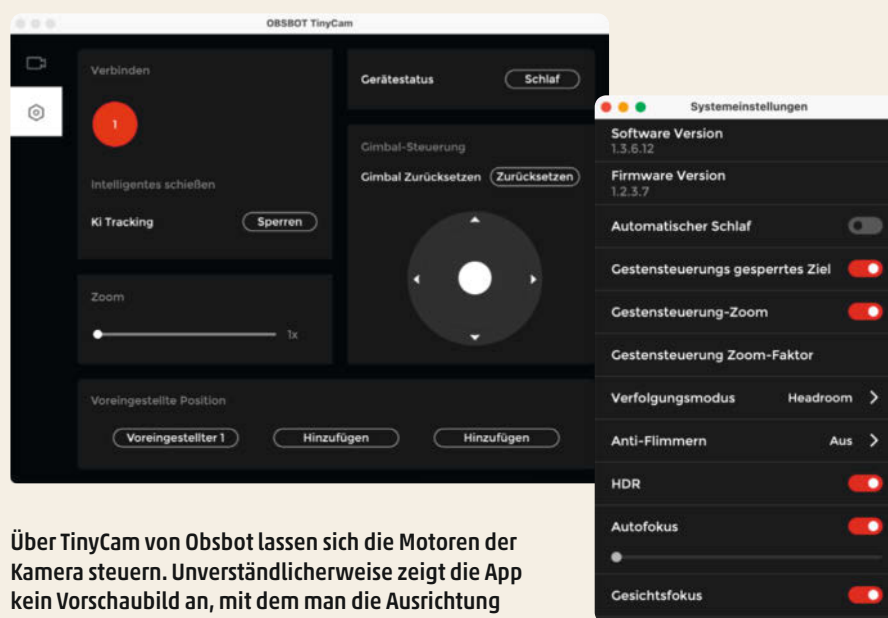 OBSBOT TinyCam
Verbinden
1
Intelligentes schießen
Ki Tracking Sperren
Zoom
1x
Gerätestatus Schlaf
Gimbal-Steuerung
Gimbal Zurücksetzen Zurücksetzen
Voreingestellte Position
Voreingestellter 1 Hinzufügen Hinzufügen
Systemeinstellungen
Software Version
1.3.6.12
Firmware Version
1.2.3.7
Automatischer Schlaf
Gestensteuerungs gesperrtes Ziel
Gestensteuerung-Zoom
Gestensteuerung Zoom-Faktor
Verfolgungsmodus Headroom
Anti-Flimmern Aus
HDR
Autofokus
Gesichtsfokus
Über TinyCam von Obsbot lassen sich die Motoren der
Kamera steuern. Unverständlicherweise zeigt die App
kein Vorschaubild an, mit dem man die Ausrichtung